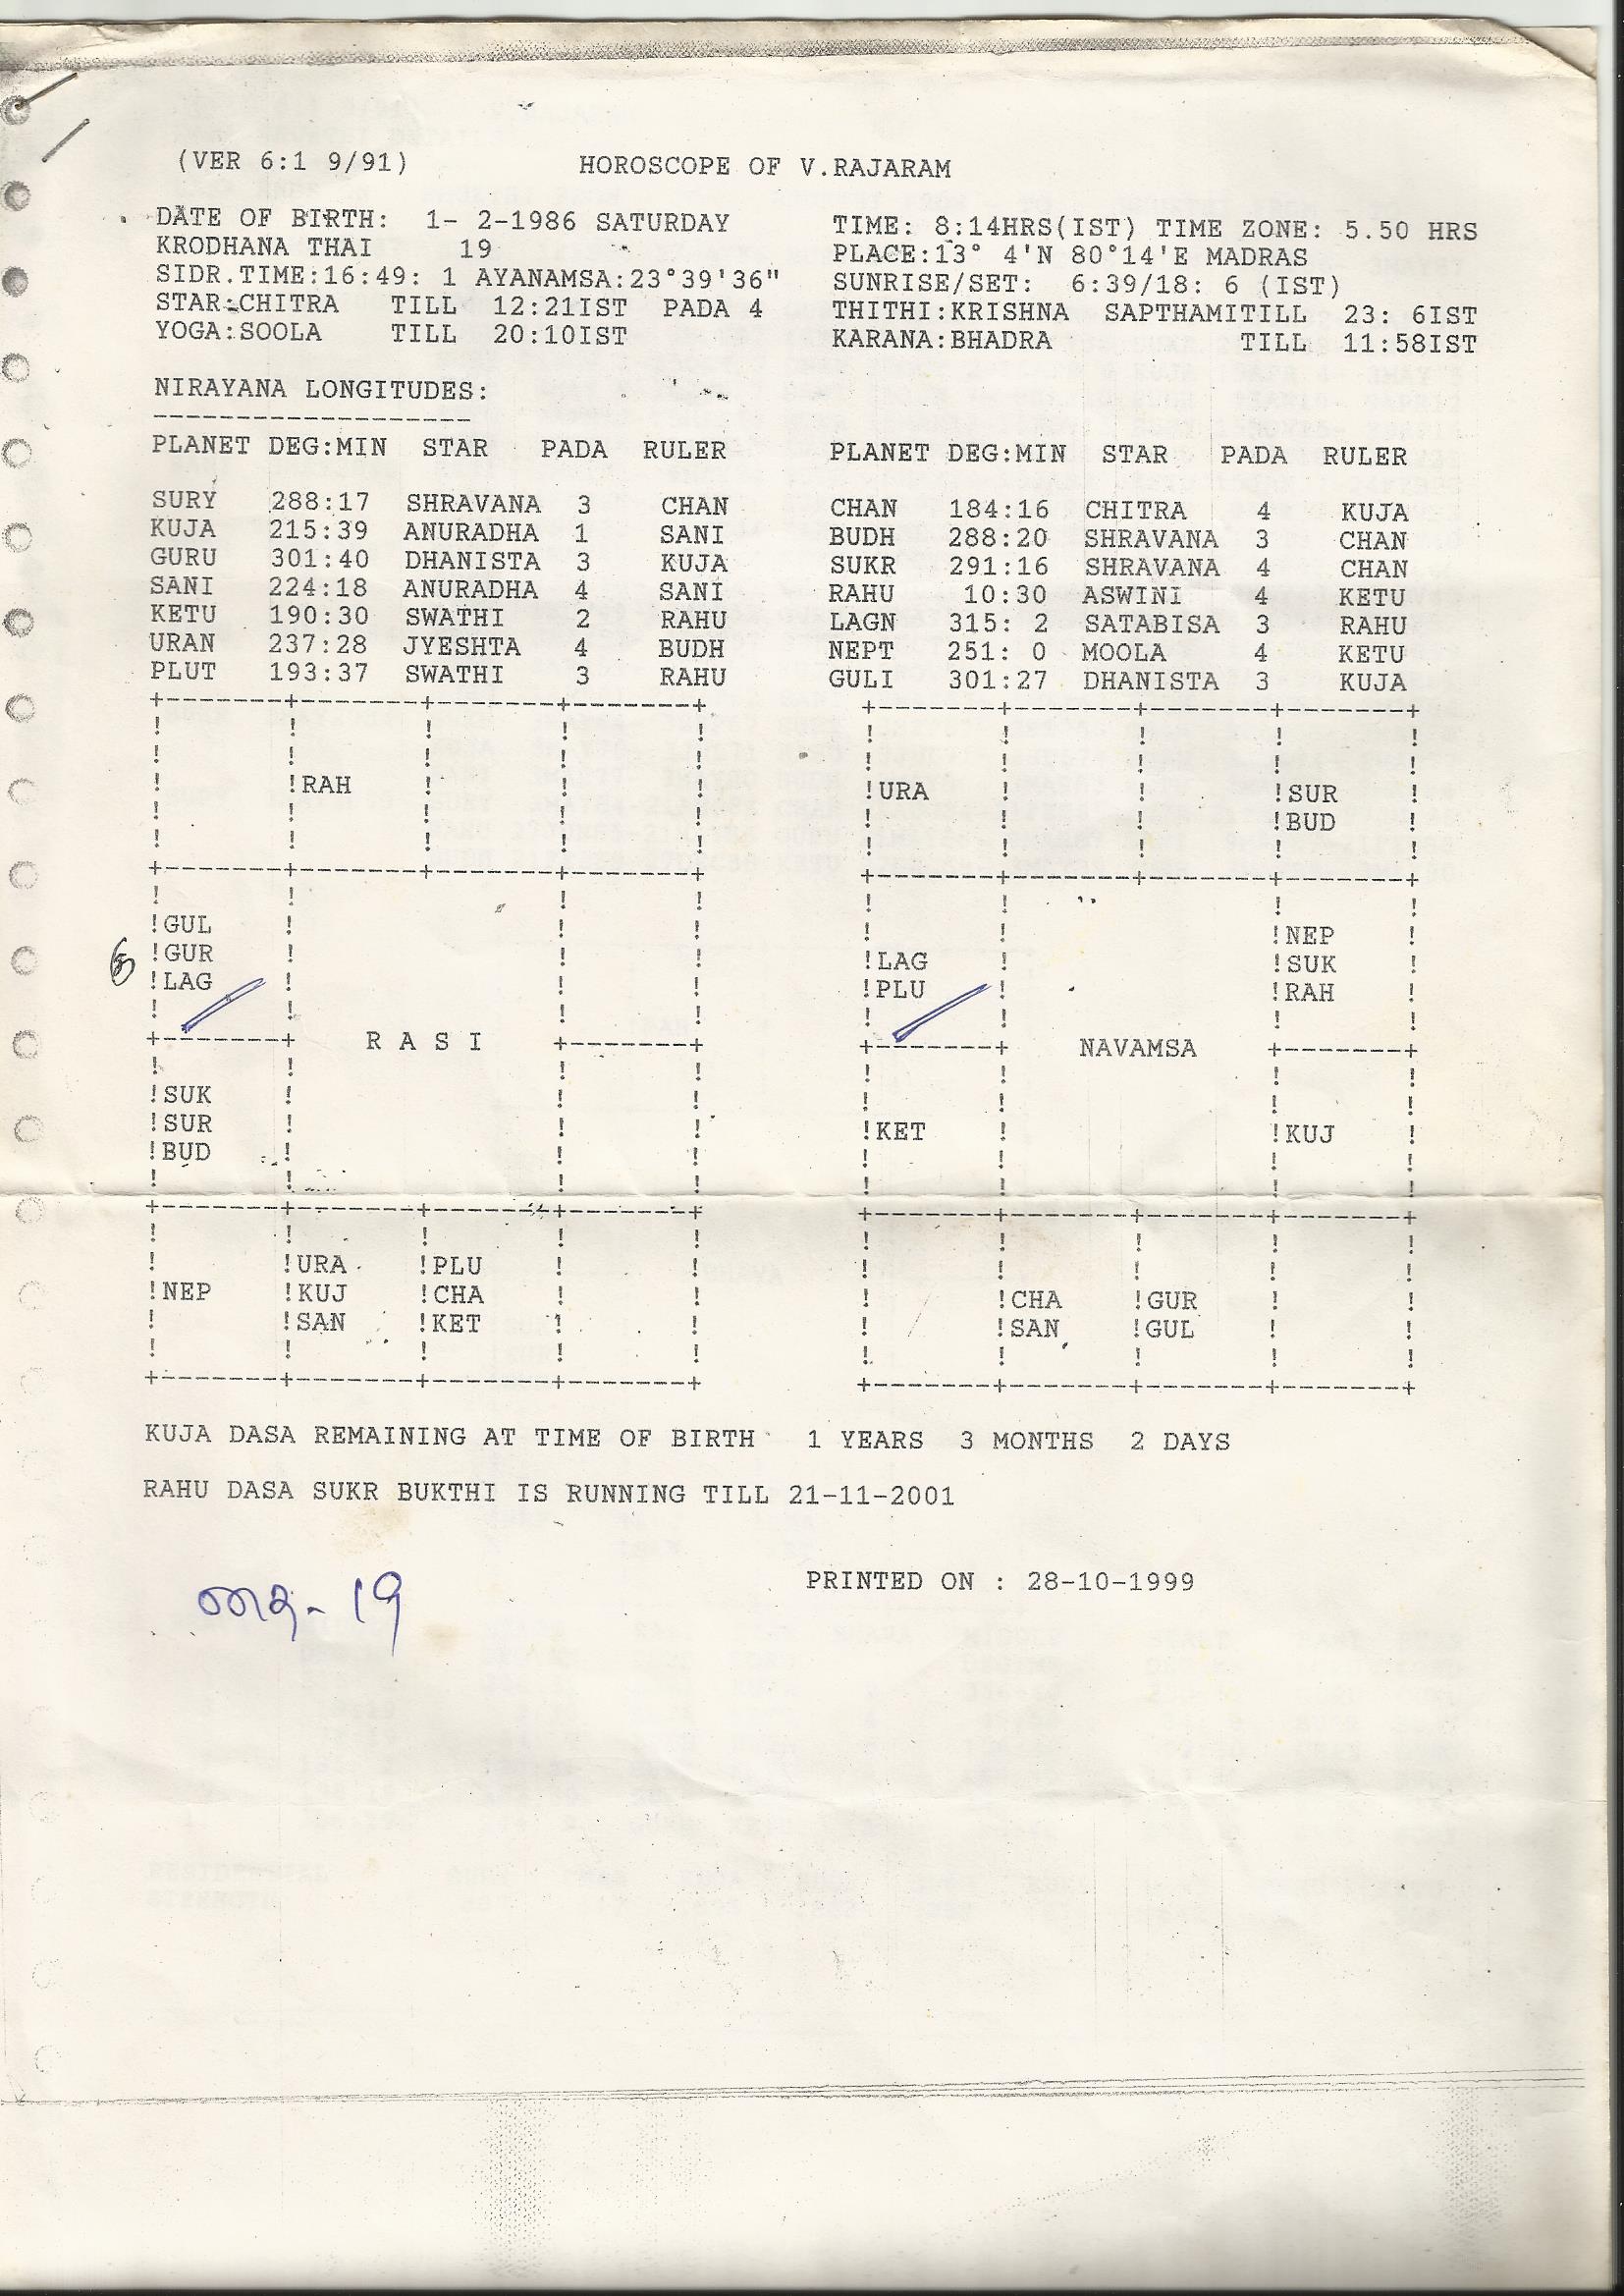 (VER 6:1 9/91) HOROSCOPE OF V.RAJARAM
DATE OF BIRTH: 1- 2-1986 SATURDAY TIME: 8:14HRS(IST) TIME ZONE: 5.50 HRS
KRODHANA THAI 19 PLACE:13° 4'N 80°14'E MADRAS
SIDR.TIME:16:49: 1 AYANAMSA:23°39'36" SUNRISE/SET: 6:39/18: 6 (IST)
STAR:CHITRA TILL 12:21IST PADA 4 THITHI:KRISHNA SAPTHAMITILL 23: 6IST
YOGA:SOOLA TILL 20:10IST KARANA:BHADRA TILL 11:58IST
NIRAYANA LONGITUDES:
PLANET DEG:MIN STAR PADA RULER PLANET DEG:MIN STAR PADA RULER
SURY 288:17 SHRAVANA 3 CHAN CHAN 184:16 CHITRA 4 KUJA
KUJA 215:39 ANURADHA 1 SANI BUDH 288:20 SHRAVANA 3 CHAN
GURU 301:40 DHANISTA 3 KUJA SUKR 291:16 SHRAVANA 4 CHAN
SANI 224:18 ANURADHA 4 SANI RAHU 10:30 ASWINI 4 KETU
KETU 190:30 SWATHI 2 RAHU LAGN 315: 2 SATABISA 3 RAHU
URAN 237:28 JYESHTA 4 BUDH NEPT 251: 0 MOOLA 4 KETU
PLUT 193:37 SWATHI 3 RAHU GULI 301:27 DHANISTA 3 KUJA
RAH URA SUR
BUD
GUL NEP
GUR LAG SUK
LAG PLU RAH
R A S I NAVAMSA
SUK
SUR KET KUJ
BUD
URA PLU
NEP KUJ CHA CHA GUR
SAN KET SAN GUL
KUJA DASA REMAINING AT TIME OF BIRTH 1 YEARS 3 MONTHS 2 DAYS
RAHU DASA SUKR BUKTHI IS RUNNING TILL 21-11-2001
PRINTED ON : 28-10-1999
19